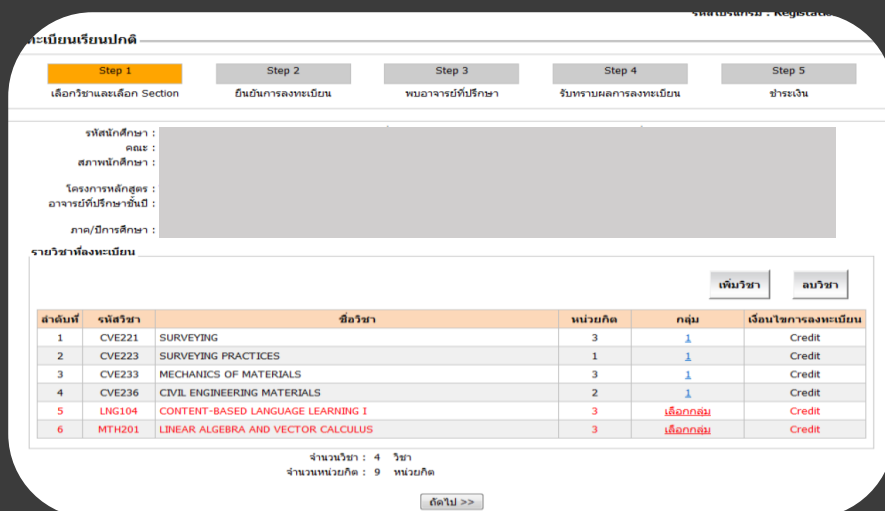 รหัสโปรแกรม : Registatio
ทะเบียนเรียนปกติ
Step 1 Step 2 Step 3 Step 4 Step 5
เลือกวิชาและเลือก Section ยืนยันการลงทะเบียน พบอาจารย์ที่ปรึกษา รับทราบผลการลงทะเบียน ชำระเงิน
รหัสนักศึกษา :
คณะ :
สภาพนักศึกษา :
โครงการหลักสูตร :
อาจารย์ที่ปรึกษาชั้นปี :
ภาค/ปีการศึกษา :
รายวิชาที่ลงทะเบียน
เพิ่มวิชา ลบวิชา
ลำดับที่ รหัสวิชา ชื่อวิชา หน่วยกิต กลุ่ม เงื่อนไขการลงทะเบียน
1 CVE221 SURVEYING 3 1 Credit
2 CVE223 SURVEYING PRACTICES 1 1 Credit
3 CVE233 MECHANICS OF MATERIALS 3 1 Credit
4 CVE236 CIVIL ENGINEERING MATERIALS 2 1 Credit
5 LNG104 CONTENT-BASED LANGUAGE LEARNING I 3 เลือกกลุ่ม Credit
6 MTH201 LINEAR ALGEBRA AND VECTOR CALCULUS 3 เลือกกลุ่ม Credit
จำนวนวิชา : 4 วิชา
จำนวนหน่วยกิต : 9 หน่วยกิต
ถัดไป >>